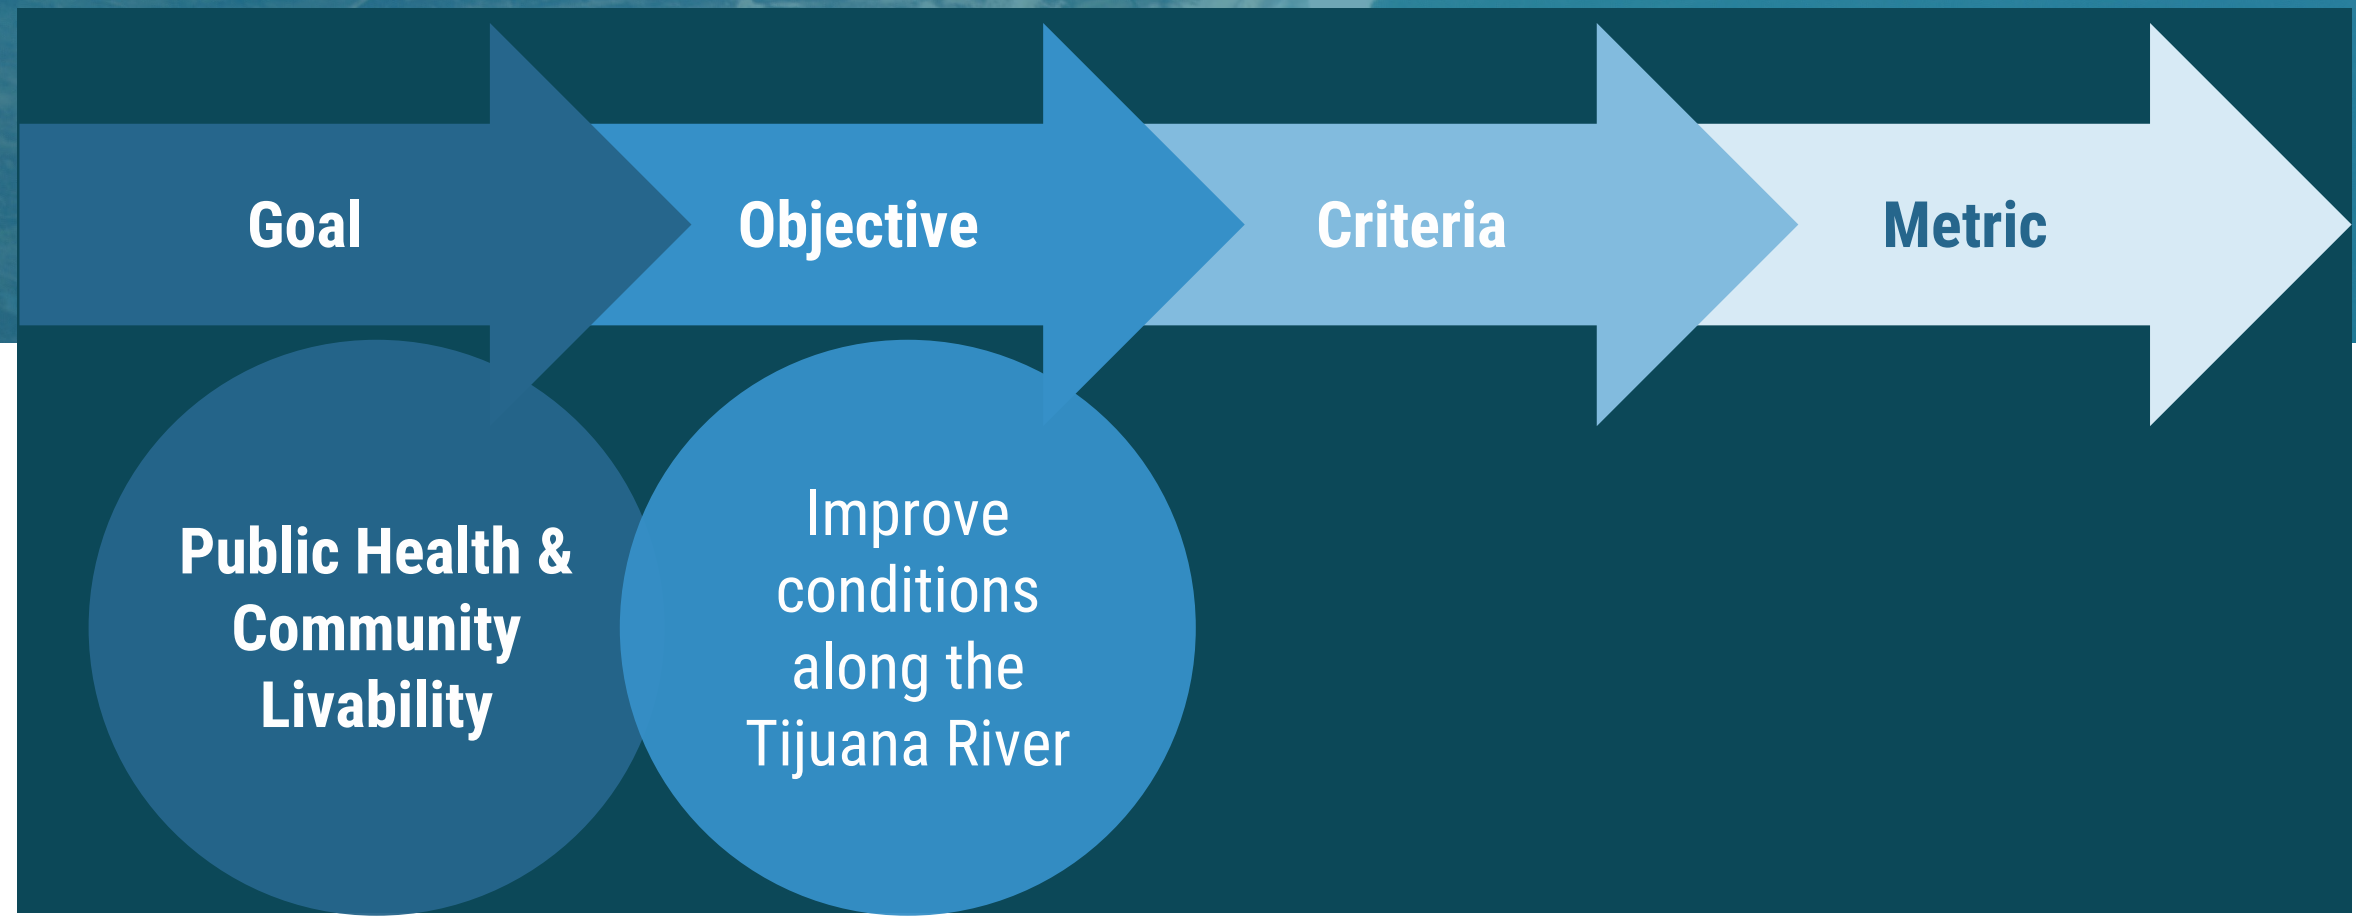 Goal
Objective
Criteria
Metric
Public Health &
Community
Livability
Improve
conditions
along the
Tijuana River